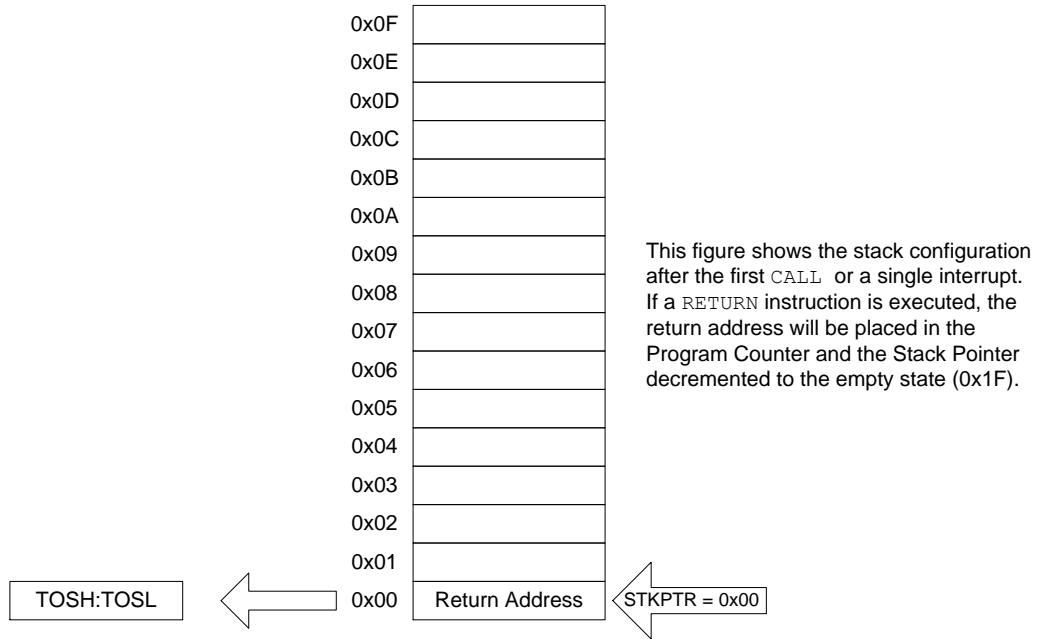 0x0F
0x0E
0x0D
0x0C
0x0B
0x0A
0x09
0x08
0x07
0x06
0x05
0x04
0x03
0x02
0x01
0x00
This figure shows the stack configuration
after the first CALL or a single interrupt.
If a RETURN instruction is executed, the
return address will be placed in the
Program Counter and the Stack Pointer
decremented to the empty state (0x1F).
TOSH:TOSL
Return Address
STKPTR = 0x00